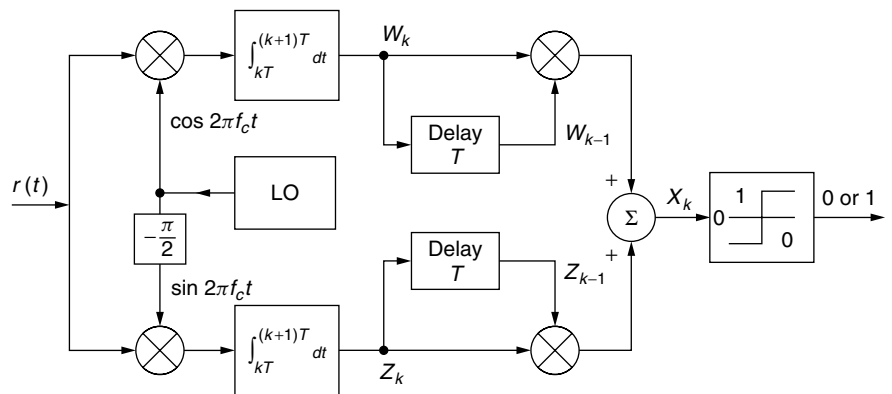 r(t)
cos 2πf_c t
∫_{kT}^{(k+1)T} dt
W_k
Delay T
W_{k−1}
LO
−π/2
sin 2πf_c t
∫_{kT}^{(k+1)T} dt
Z_k
Delay T
Z_{k−1}
+
Σ
+
X_k
1
0
0
0 or 1